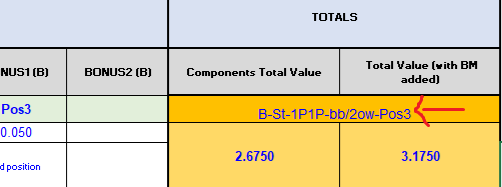 TOTALS
NUS1 (B) BONUS2 (B) Components Total Value Total Value (with BM
added)
Pos3 B-St-1P1P-bb/2ow-Pos3
0.050
2.6750 3.1750
d position